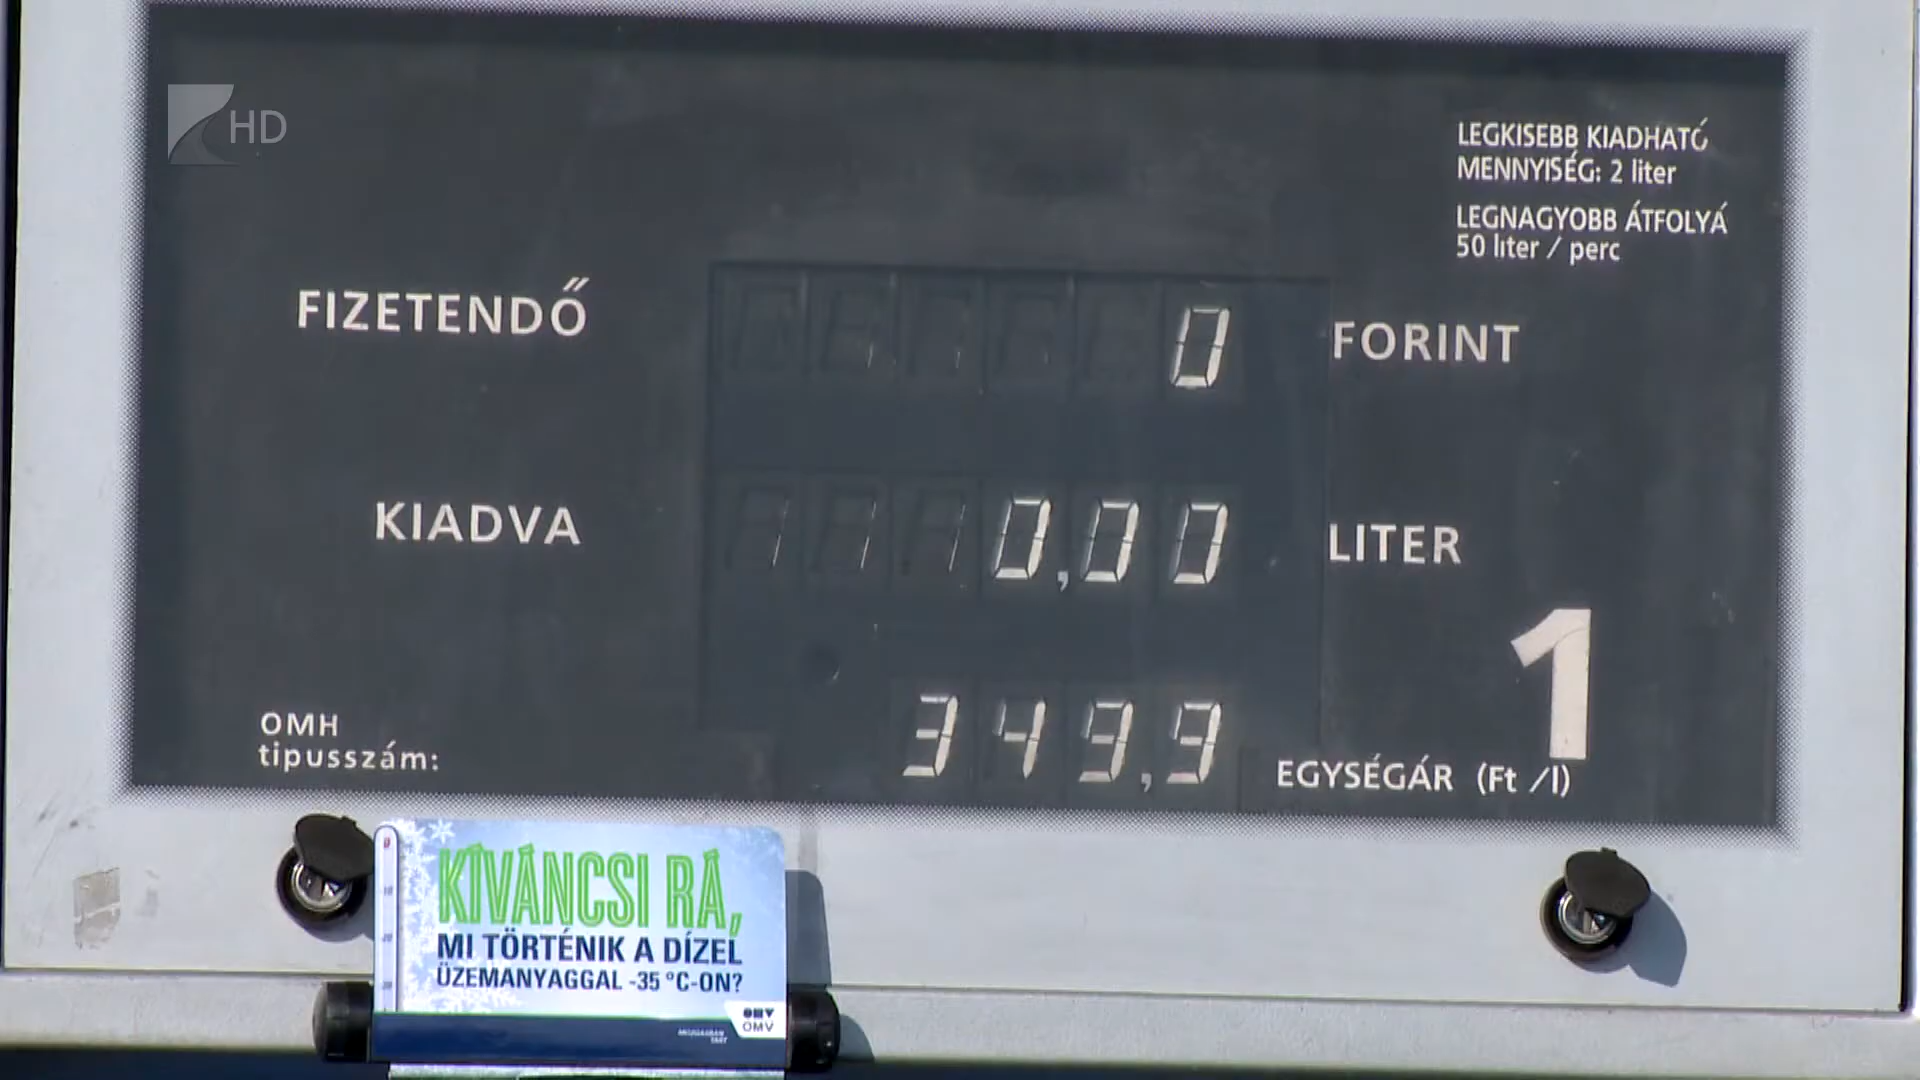 HD
LEGKISEBB KIADHATÓ
MENNYISÉG: 2 liter
LEGNAGYOBB ÁTFOLYÁ
50 liter / perc
FIZETENDŐ 0 FORINT
KIADVA 0,00 LITER
1
OMH
tipusszám:
349,9 EGYSÉGÁR (Ft /l)
KÍVÁNCSI RÁ,
MI TÖRTÉNIK A DÍZEL
ÜZEMANYAGGAL -35 °C-ON?
OMV